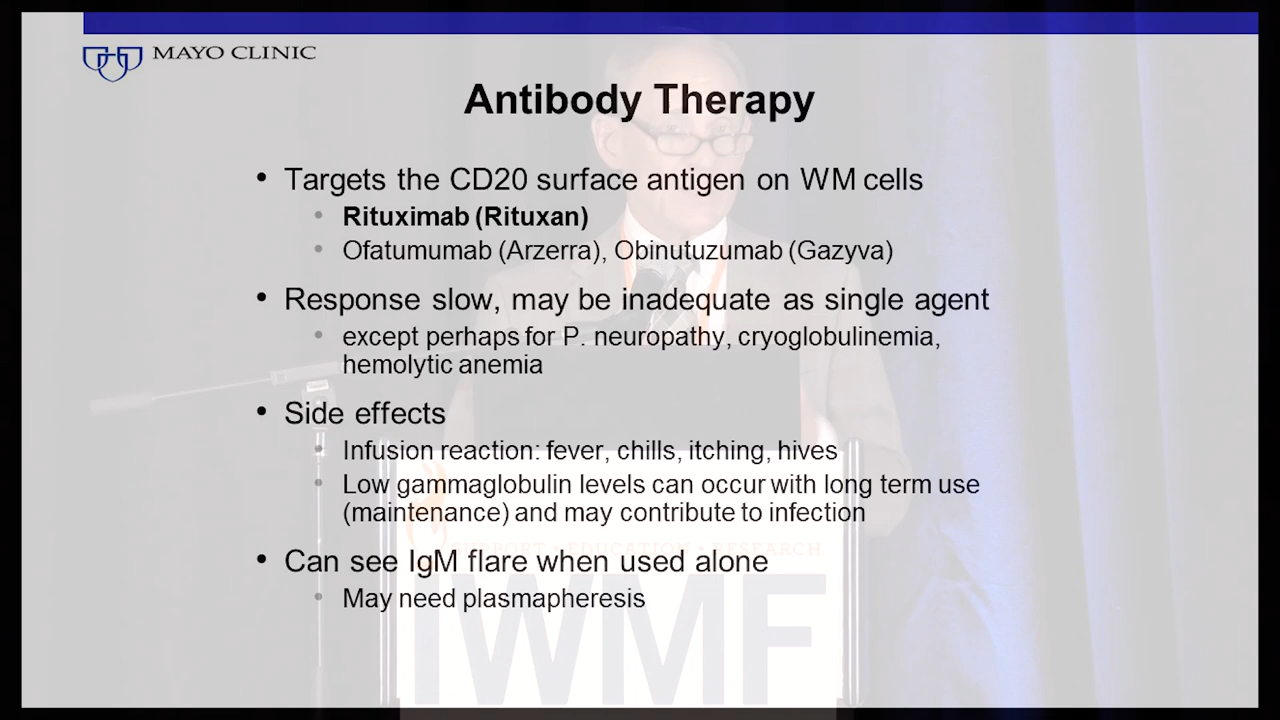 MAYO CLINIC
Antibody Therapy
• Targets the CD20 surface antigen on WM cells
• Rituximab (Rituxan)
• Ofatumumab (Arzerra), Obinutuzumab (Gazyva)
• Response slow, may be inadequate as single agent
• except perhaps for P. neuropathy, cryoglobulinemia,
hemolytic anemia
• Side effects
• Infusion reaction: fever, chills, itching, hives
• Low gammaglobulin levels can occur with long term use
(maintenance) and may contribute to infection
SUPPORT • EDUCATION • RESEARCH
• Can see IgM flare when used alone
• May need plasmapheresis
IWMF